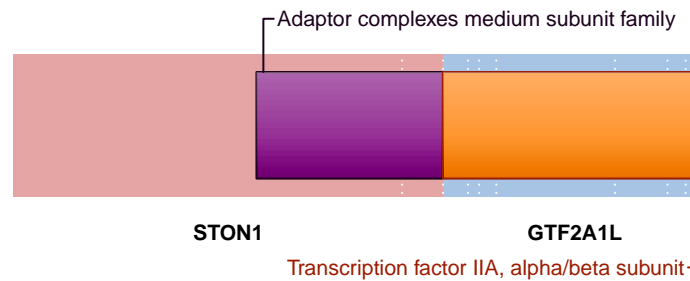 Adaptor complexes medium subunit family
STON1
GTF2A1L
Transcription factor IIA, alpha/beta subunit